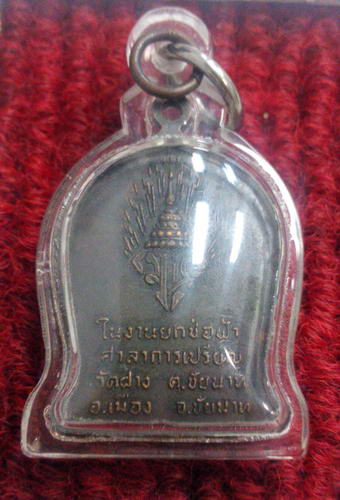 ในงานยกช่อฟ้า
ศาลาการเปรียญ
วัดฝาง ต.ชัยนาท
อ.เมือง จ.ชัยนาท